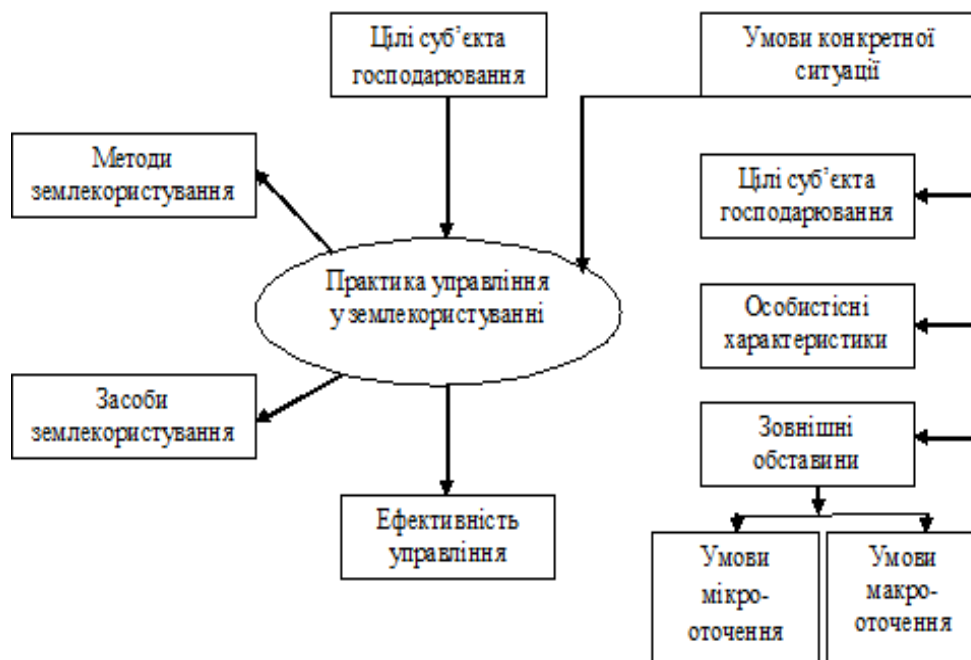 Цілі суб’єкта
господарювання
Умови конкретної
ситуації
Методи
землекористування
Цілі суб’єкта
господарювання
Практика управління
у землекористуванні
Особистісні
характеристики
Засоби
землекористування
Зовнішні
обставини
Ефективність
управління
Умови
мікро-
оточення
Умови
макро-
оточення